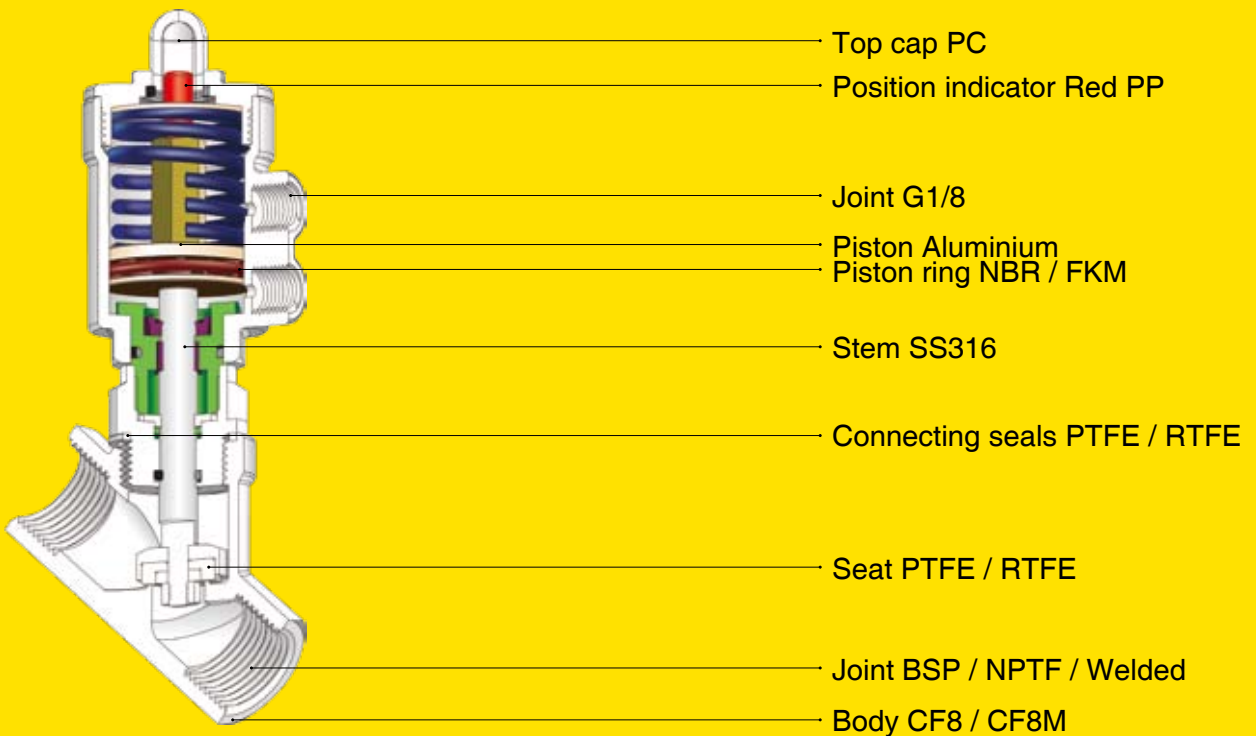 Top cap PC
Position indicator Red PP
Joint G1/8
Piston Aluminium
Piston ring NBR / FKM
Stem SS316
Connecting seals PTFE / RTFE
Seat PTFE / RTFE
Joint BSP / NPTF / Welded
Body CF8 / CF8M